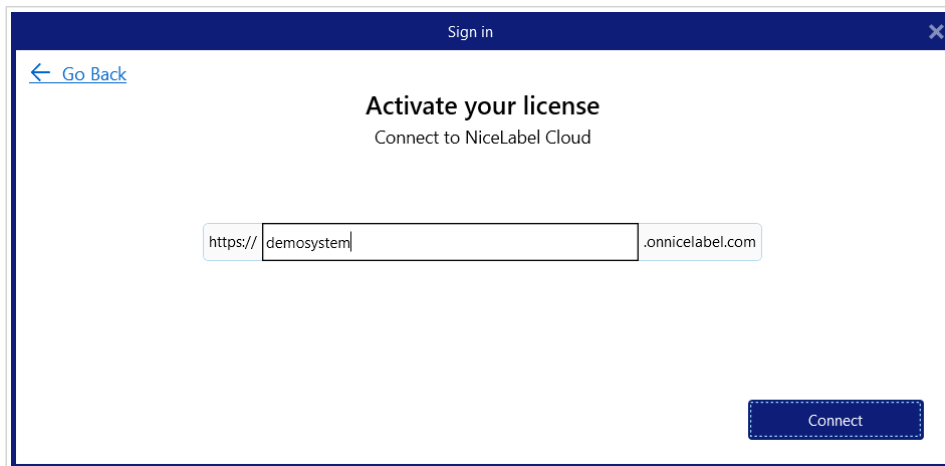 Sign in
Go Back
Activate your license
Connect to NiceLabel Cloud
https:// demosystem .onnicelabel.com
Connect